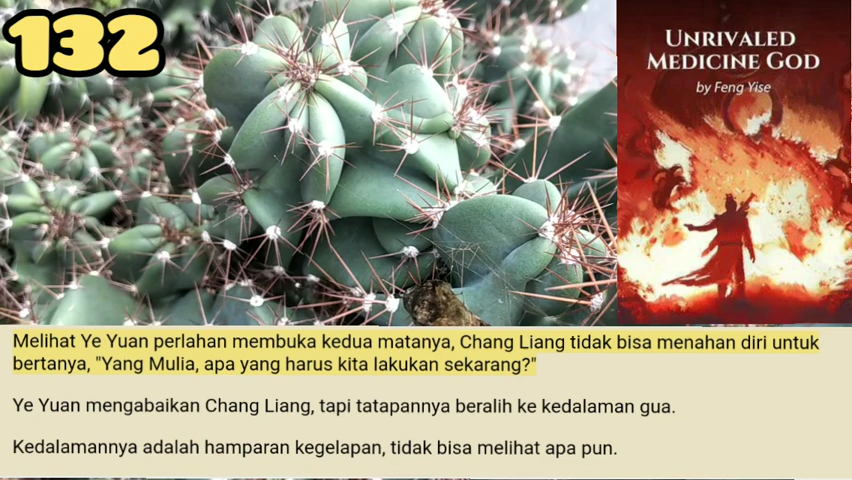 132
UNRIVALED
MEDICINE GOD
by Feng Yise
Melihat Ye Yuan perlahan membuka kedua matanya, Chang Liang tidak bisa menahan diri untuk
bertanya, "Yang Mulia, apa yang harus kita lakukan sekarang?"
Ye Yuan mengabaikan Chang Liang, tapi tatapannya beralih ke kedalaman gua.
Kedalamannya adalah hamparan kegelapan, tidak bisa melihat apa pun.